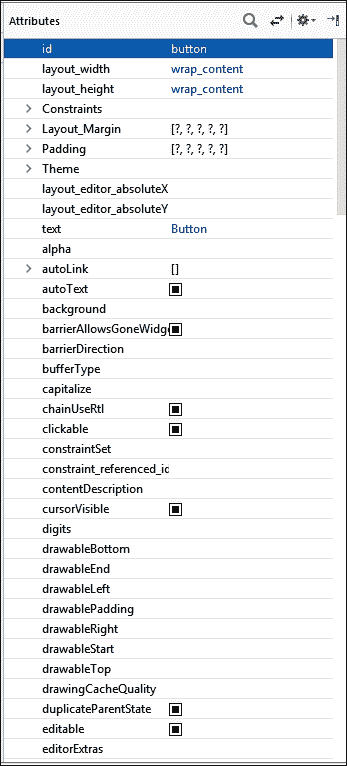 Attributes
id button
layout_width wrap_content
layout_height wrap_content
Constraints
Layout_Margin [?, ?, ?, ?, ?]
Padding [?, ?, ?, ?, ?]
Theme
layout_editor_absoluteX
layout_editor_absoluteY
text Button
alpha
autoLink []
autoText
background
barrierAllowsGoneWidg
barrierDirection
bufferType
capitalize
chainUseRtl
clickable
constraintSet
constraint_referenced_id
contentDescription
cursorVisible
digits
drawableBottom
drawableEnd
drawableLeft
drawablePadding
drawableRight
drawableStart
drawableTop
drawingCacheQuality
duplicateParentState
editable
editorExtras